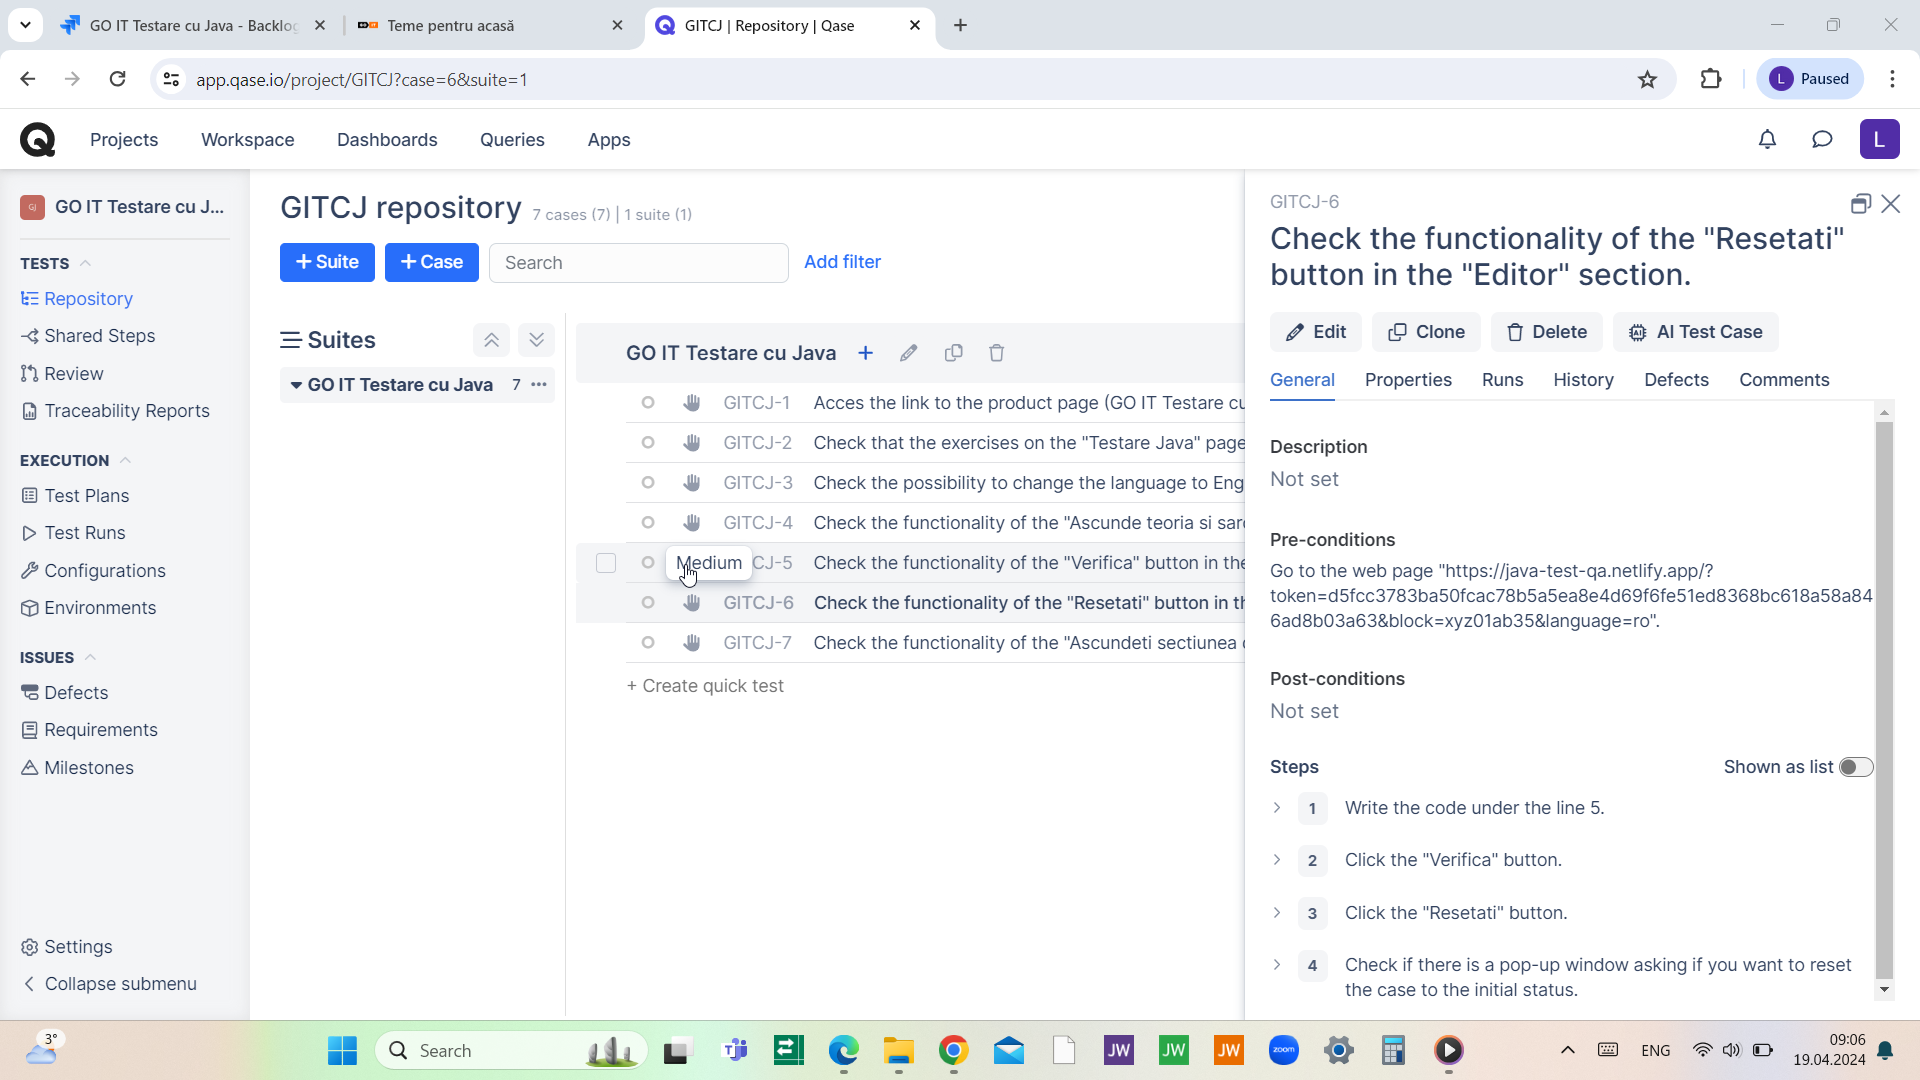 GO IT Testare cu Java - Backlog
Teme pentru acasă
GITCJ | Repository | Qase
app.qase.io/project/GITCJ?case=6&suite=1
L Paused
Projects Workspace Dashboards Queries Apps
L
GJ GO IT Testare cu J...
TESTS
Repository
Shared Steps
Review
Traceability Reports
EXECUTION
Test Plans
Test Runs
Configurations
Environments
ISSUES
Defects
Requirements
Milestones
Settings
Collapse submenu
GITCJ repository 7 cases (7) | 1 suite (1)
+ Suite + Case Search Add filter
Suites
GO IT Testare cu Java 7
GO IT Testare cu Java
GITCJ-1 Acces the link to the product page (GO IT Testare cu
GITCJ-2 Check that the exercises on the "Testare Java" page
GITCJ-3 Check the possibility to change the language to Eng
GITCJ-4 Check the functionality of the "Ascunde teoria si sar
Medium CJ-5 Check the functionality of the "Verifica" button in the
GITCJ-6 Check the functionality of the "Resetati" button in th
GITCJ-7 Check the functionality of the "Ascundeti sectiunea
+ Create quick test
GITCJ-6
Check the functionality of the "Resetati"
button in the "Editor" section.
Edit Clone Delete AI Test Case
General Properties Runs History Defects Comments
Description
Not set
Pre-conditions
Go to the web page "https://java-test-qa.netlify.app/?
token=d5fcc3783ba50fcac78b5a5ea8e4d69f6fe51ed8368bc618a58a84
6ad8b03a63&block=xyz01ab35&language=ro".
Post-conditions
Not set
Steps Shown as list
1 Write the code under the line 5.
2 Click the "Verifica" button.
3 Click the "Resetati" button.
4 Check if there is a pop-up window asking if you want to reset
the case to the initial status.
3°
Search
JW JW JW zoom
ENG
09:06
19.04.2024